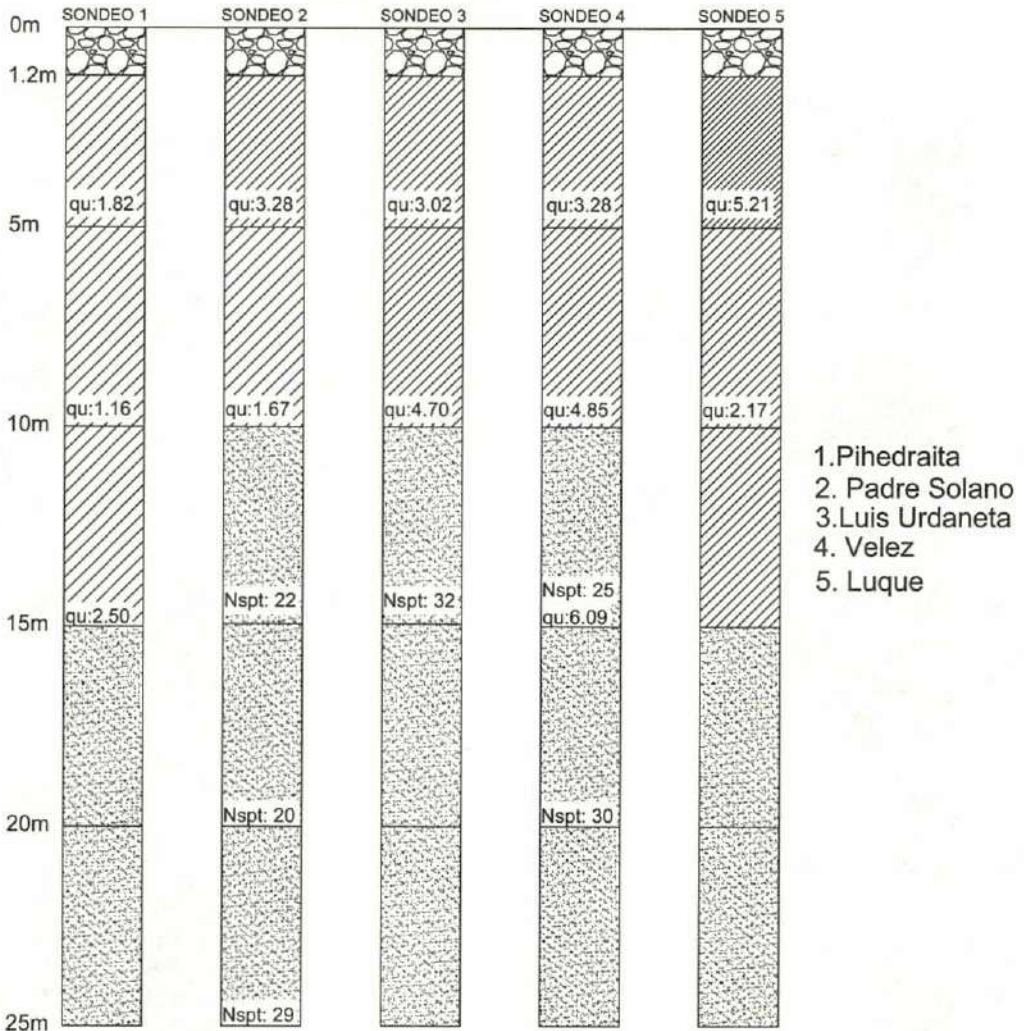 SONDEO 1 SONDEO 2 SONDEO 3 SONDEO 4 SONDEO 5
0m
1.2m
qu:1.82 qu:3.28 qu:3.02 qu:3.28 qu:5.21
5m
qu:1.16 qu:1.67 qu:4.70 qu:4.85 qu:2.17
10m
Nspt: 22 Nspt: 32 Nspt: 25
qu:2.50 qu:6.09
15m
Nspt: 20 Nspt: 30
20m
Nspt: 29
25m
1.Pihedraita
2. Padre Solano
3.Luis Urdaneta
4. Velez
5. Luque